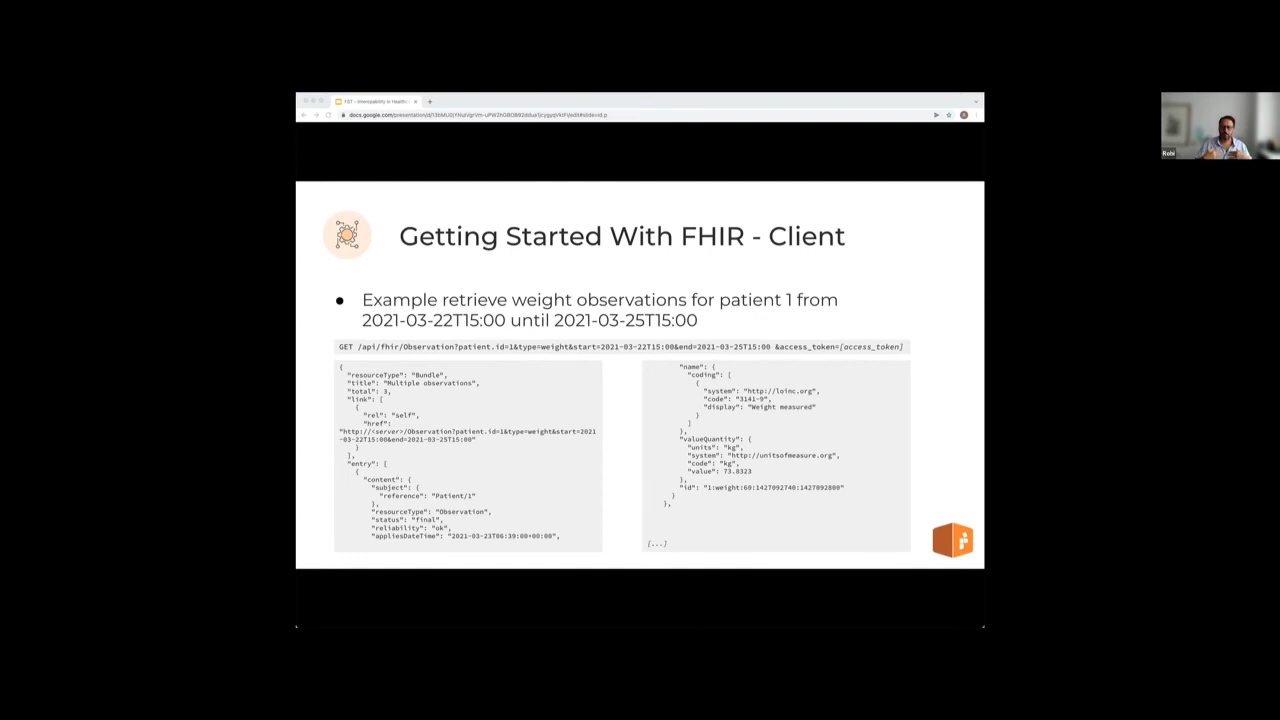 FBT - Interopability in Healthc
Robi
Getting Started With FHIR - Client
● Example retrieve weight observations for patient 1 from
2021-03-22T15:00 until 2021-03-25T15:00
GET /api/fhir/Observation?patient.id=1&type=weight&start=2021-03-22T15:00&end=2021-03-25T15:00 &access_token=[access_token]
{
"resourceType": "Bundle",
"title": "Multiple observations",
"total": 3,
"link": [
{
"rel": "self",
"href":
"http://<server>/Observation?patient.id=1&type=weight&start=2021
-03-22T15:00&end=2021-03-25T15:00"
}
],
"entry": [
{
"content": {
"subject": {
"reference": "Patient/1"
},
"resourceType": "Observation",
"status": "final",
"reliability": "ok",
"appliesDateTime": "2021-03-23T06:39:00+00:00",
"name": {
"coding": [
{
"system": "http://loinc.org",
"code": "3141-9",
"display": "Weight measured"
}
]
},
"valueQuantity": {
"units": "kg",
"system": "http://unitsofmeasure.org",
"code": "kg",
"value": 73.8323
},
"id": "1:weight:60:1427092740:1427092800"
}
},
[...]